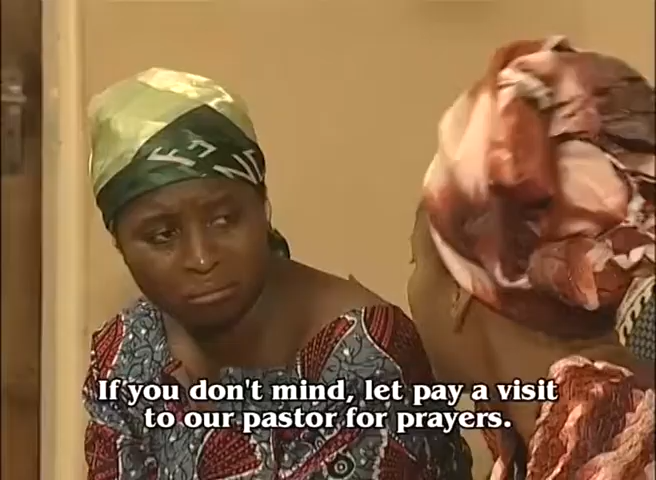 If you don't mind, let pay a visit
to our pastor for prayers.